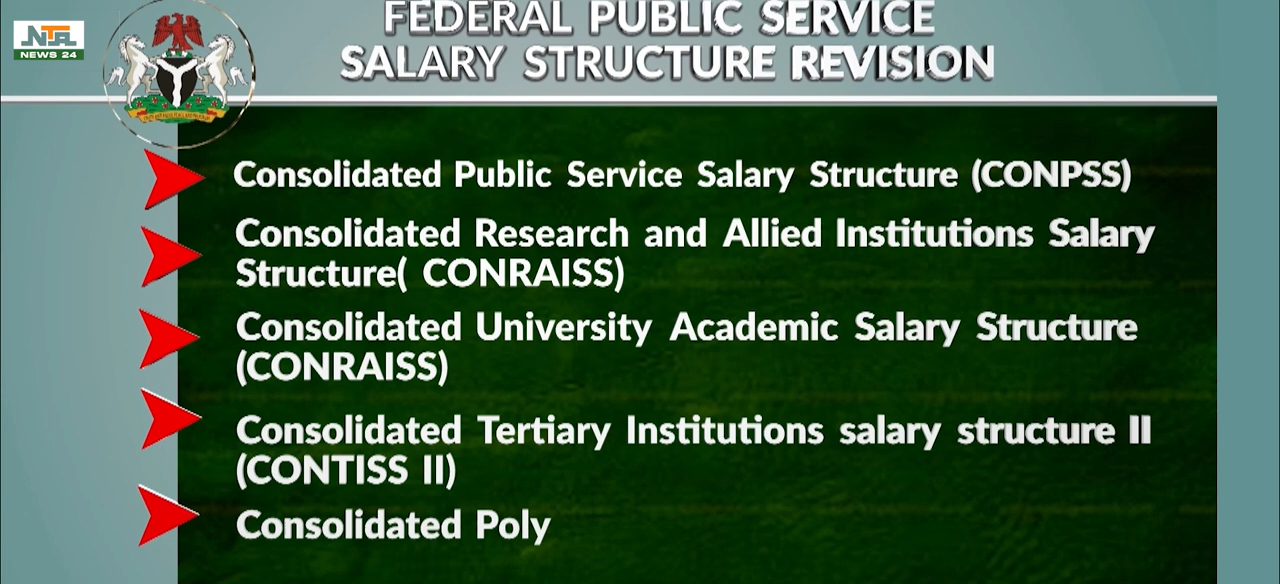 NTA
NEWS 24
FEDERAL PUBLIC SERVICE
SALARY STRUCTURE REVISION
Consolidated Public Service Salary Structure (CONPSS)
Consolidated Research and Allied Institutions Salary
Structure( CONRAISS)
Consolidated University Academic Salary Structure
(CONRAISS)
Consolidated Tertiary Institutions salary structure II
(CONTISS II)
Consolidated Poly